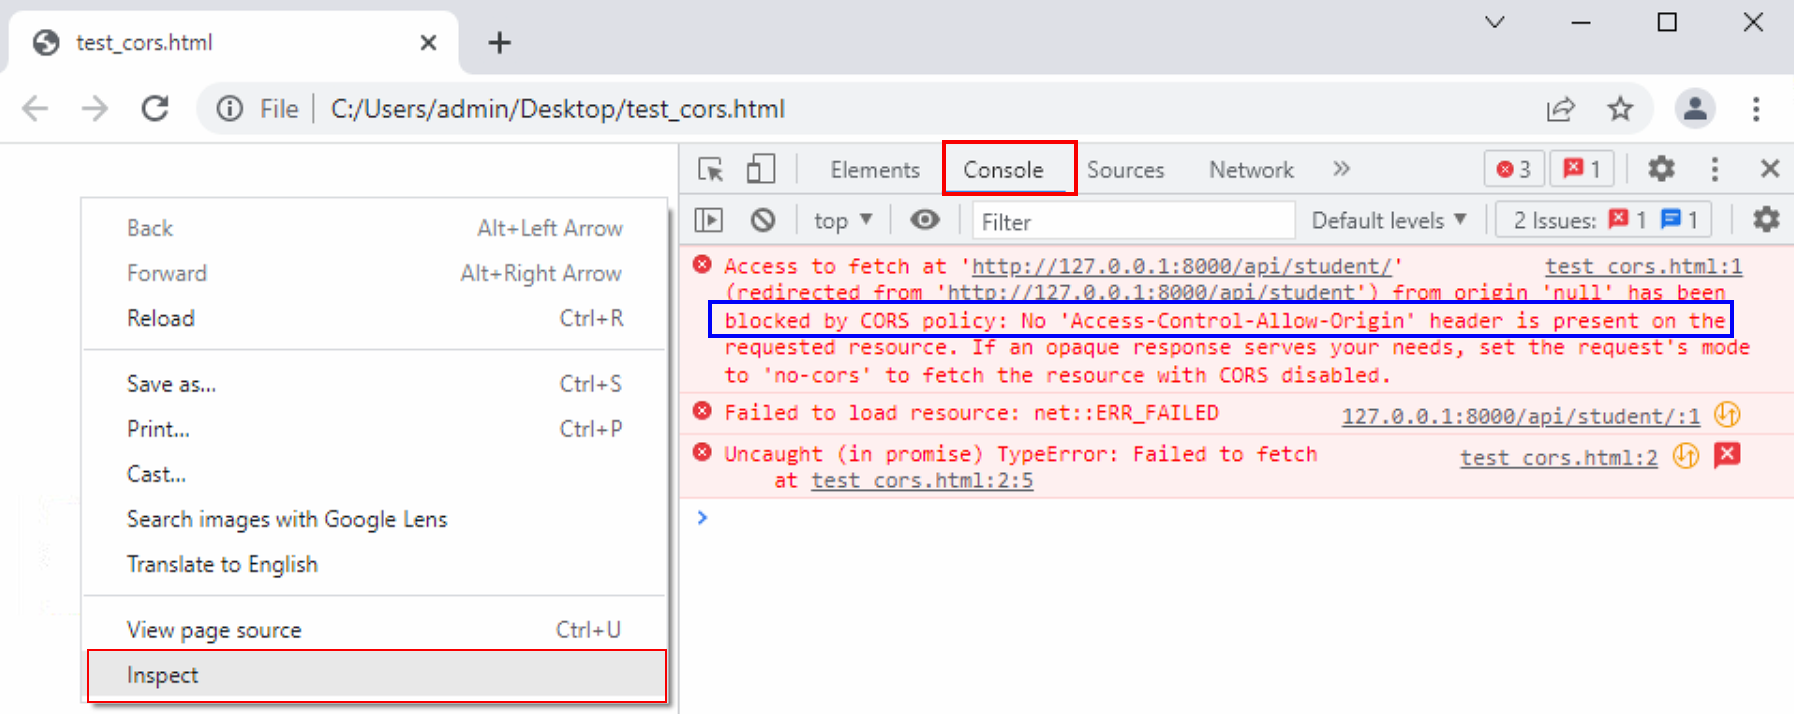 test_cors.html
File C:/Users/admin/Desktop/test_cors.html
Elements Console Sources Network 3 1
top Filter Default levels 2 Issues: 1 1
Back Alt+Left Arrow
Forward Alt+Right Arrow
Reload Ctrl+R
Save as... Ctrl+S
Print... Ctrl+P
Cast...
Search images with Google Lens
Translate to English
View page source Ctrl+U
Inspect
Access to fetch at 'http://127.0.0.1:8000/api/student/' test_cors.html:1
(redirected from 'http://127.0.0.1:8000/api/student') from origin 'null' has been
blocked by CORS policy: No 'Access-Control-Allow-Origin' header is present on the
requested resource. If an opaque response serves your needs, set the request's mode
to 'no-cors' to fetch the resource with CORS disabled.
Failed to load resource: net::ERR_FAILED 127.0.0.1:8000/api/student/:1
Uncaught (in promise) TypeError: Failed to fetch test_cors.html:2
at test_cors.html:2:5